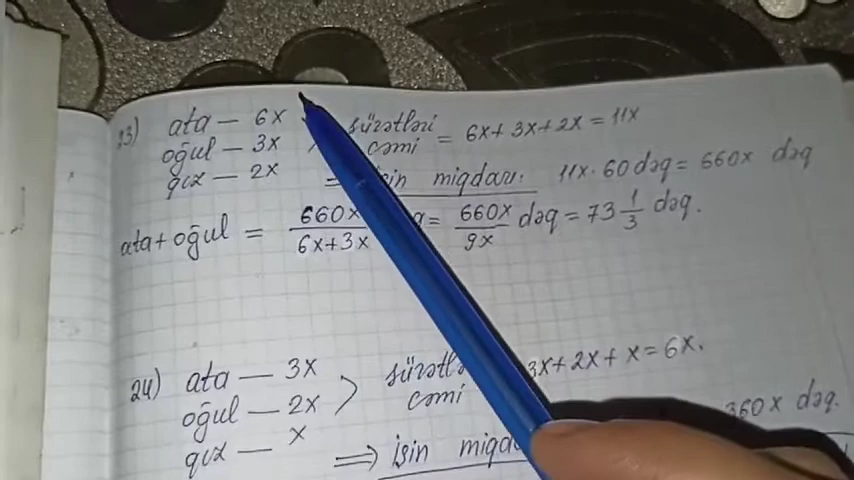 23) ata — 6x
oğul — 3x
qız — 2x
sürətləri cəmi = 6x + 3x + 2x = 11x
⇒ işin miqdarı: 11x · 60 dəq = 660x dəq
ata + oğul = 660x / 6x+3x = 660x / 9x dəq = 73 1/3 dəq.
24) ata — 3x
oğul — 2x
qız — x
cəmi 3x + 2x + x = 6x.
⇒ işin 360x dəq.